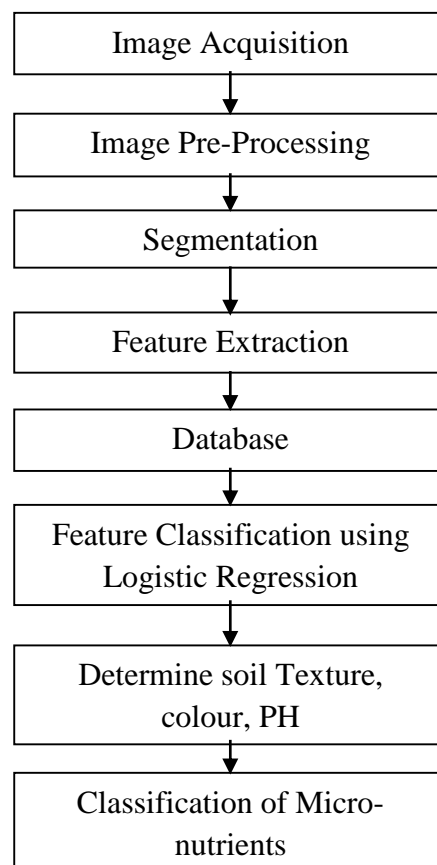 Image Acquisition
Image Pre-Processing
Segmentation
Feature Extraction
Database
Feature Classification using
Logistic Regression
Determine soil Texture,
colour, PH
Classification of Micro-
nutrients